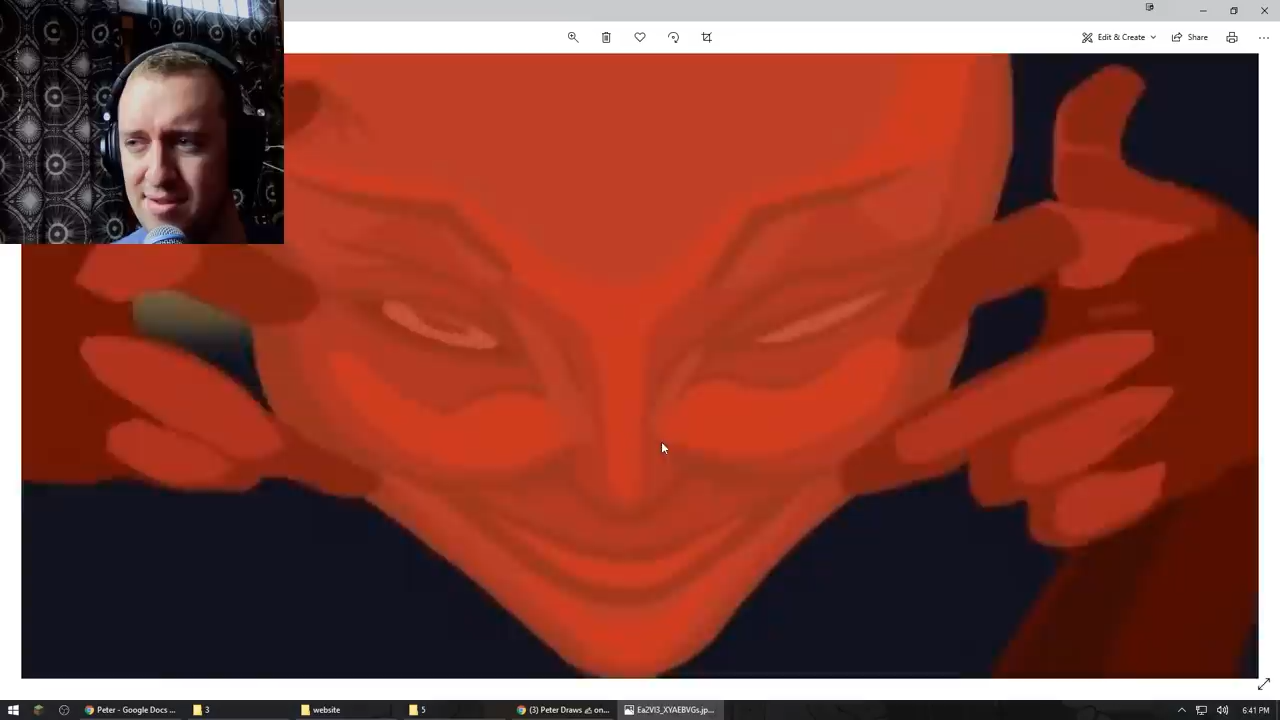 Edit & Create
Share
Peter - Google Docs ...
3
website
5
(3) Peter Draws ✍ on...
Ea2VI3_XYAEBVGs.jp...
6:41 PM